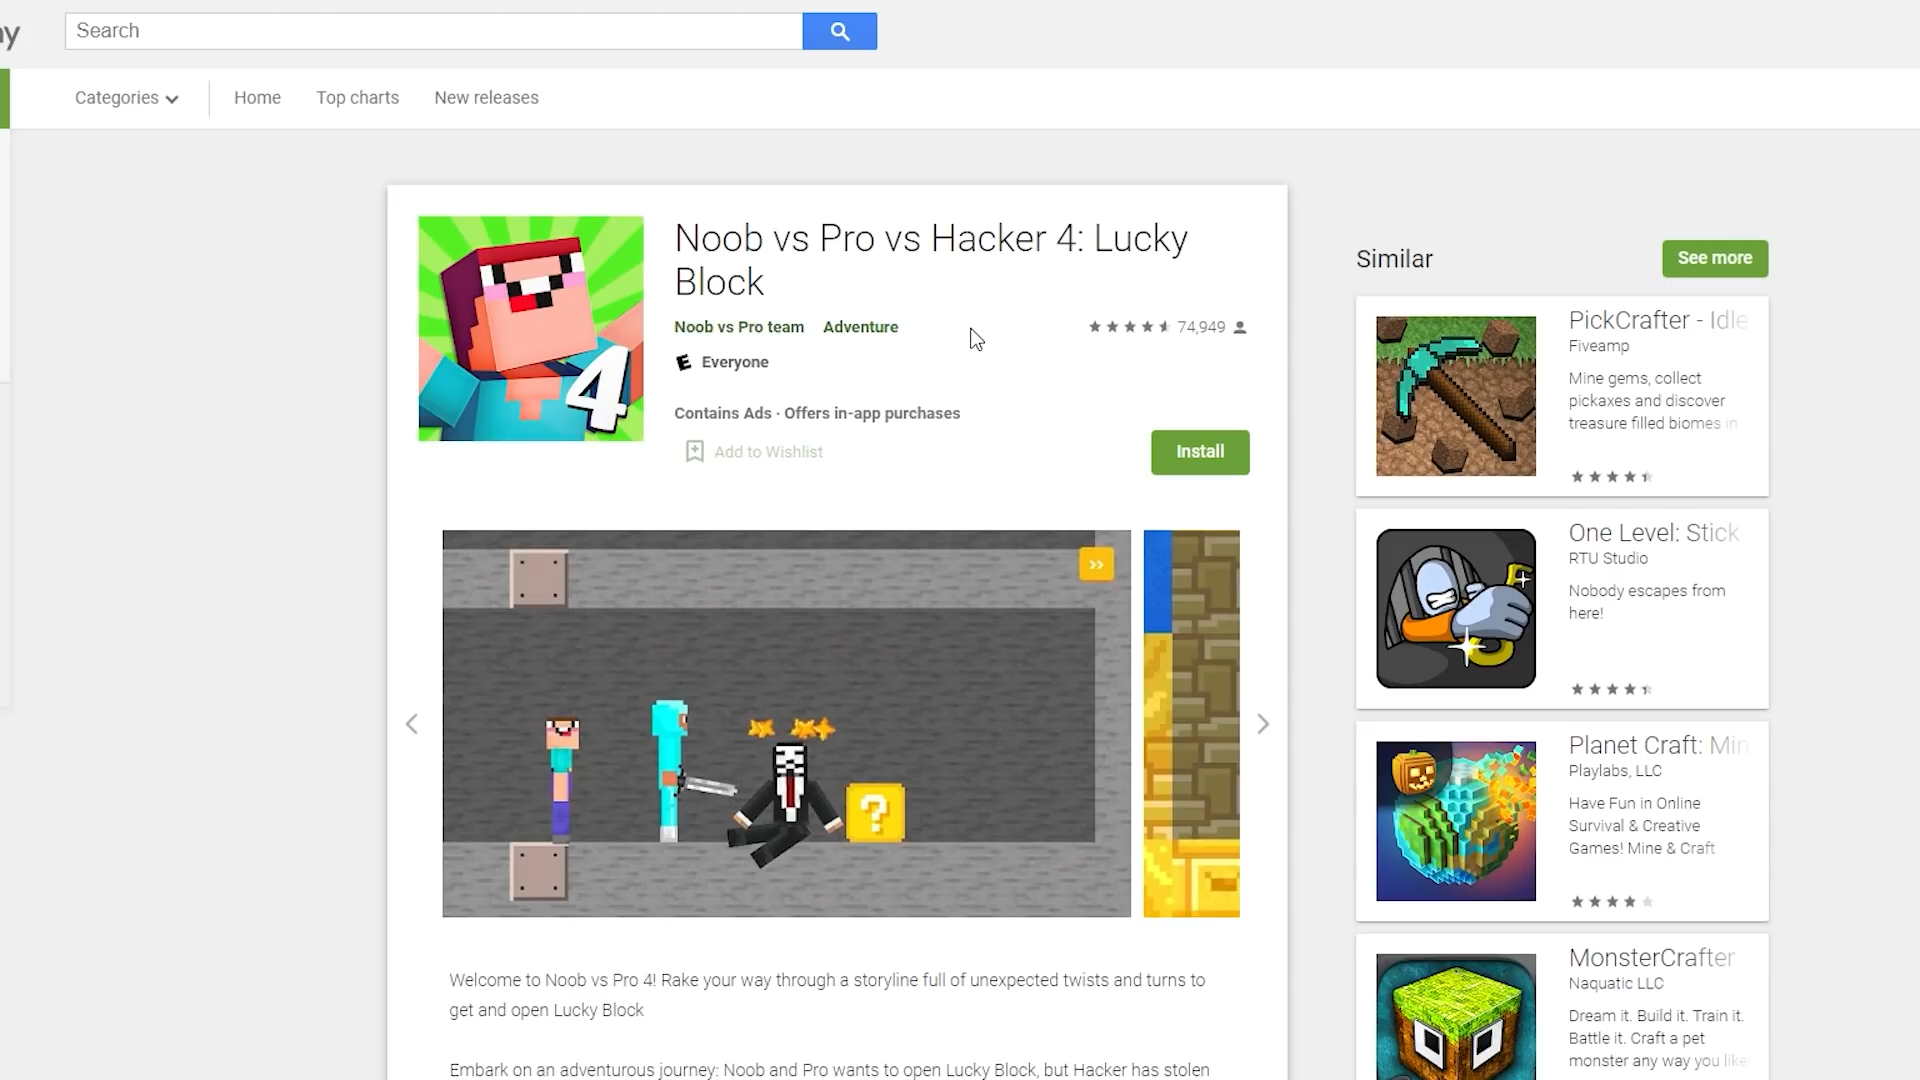 Search
Categories
Home
Top charts
New releases
Noob vs Pro vs Hacker 4: Lucky
Block
Noob vs Pro team
Adventure
74,949
E Everyone
Contains Ads · Offers in-app purchases
Add to Wishlist
Install
4
?
Welcome to Noob vs Pro 4! Rake your way through a storyline full of unexpected twists and turns to
get and open Lucky Block
Embark on an adventurous journey: Noob and Pro wants to open Lucky Block, but Hacker has stolen
Similar
See more
PickCrafter - Idle
Fiveamp
Mine gems, collect
pickaxes and discover
treasure filled biomes in
One Level: Stick
RTU Studio
Nobody escapes from
here!
Planet Craft: Min
Playlabs, LLC
Have Fun in Online
Survival & Creative
Games! Mine & Craft
MonsterCrafter
Naquatic LLC
Dream it. Build it. Train it.
Battle it. Craft a pet
monster any way you like